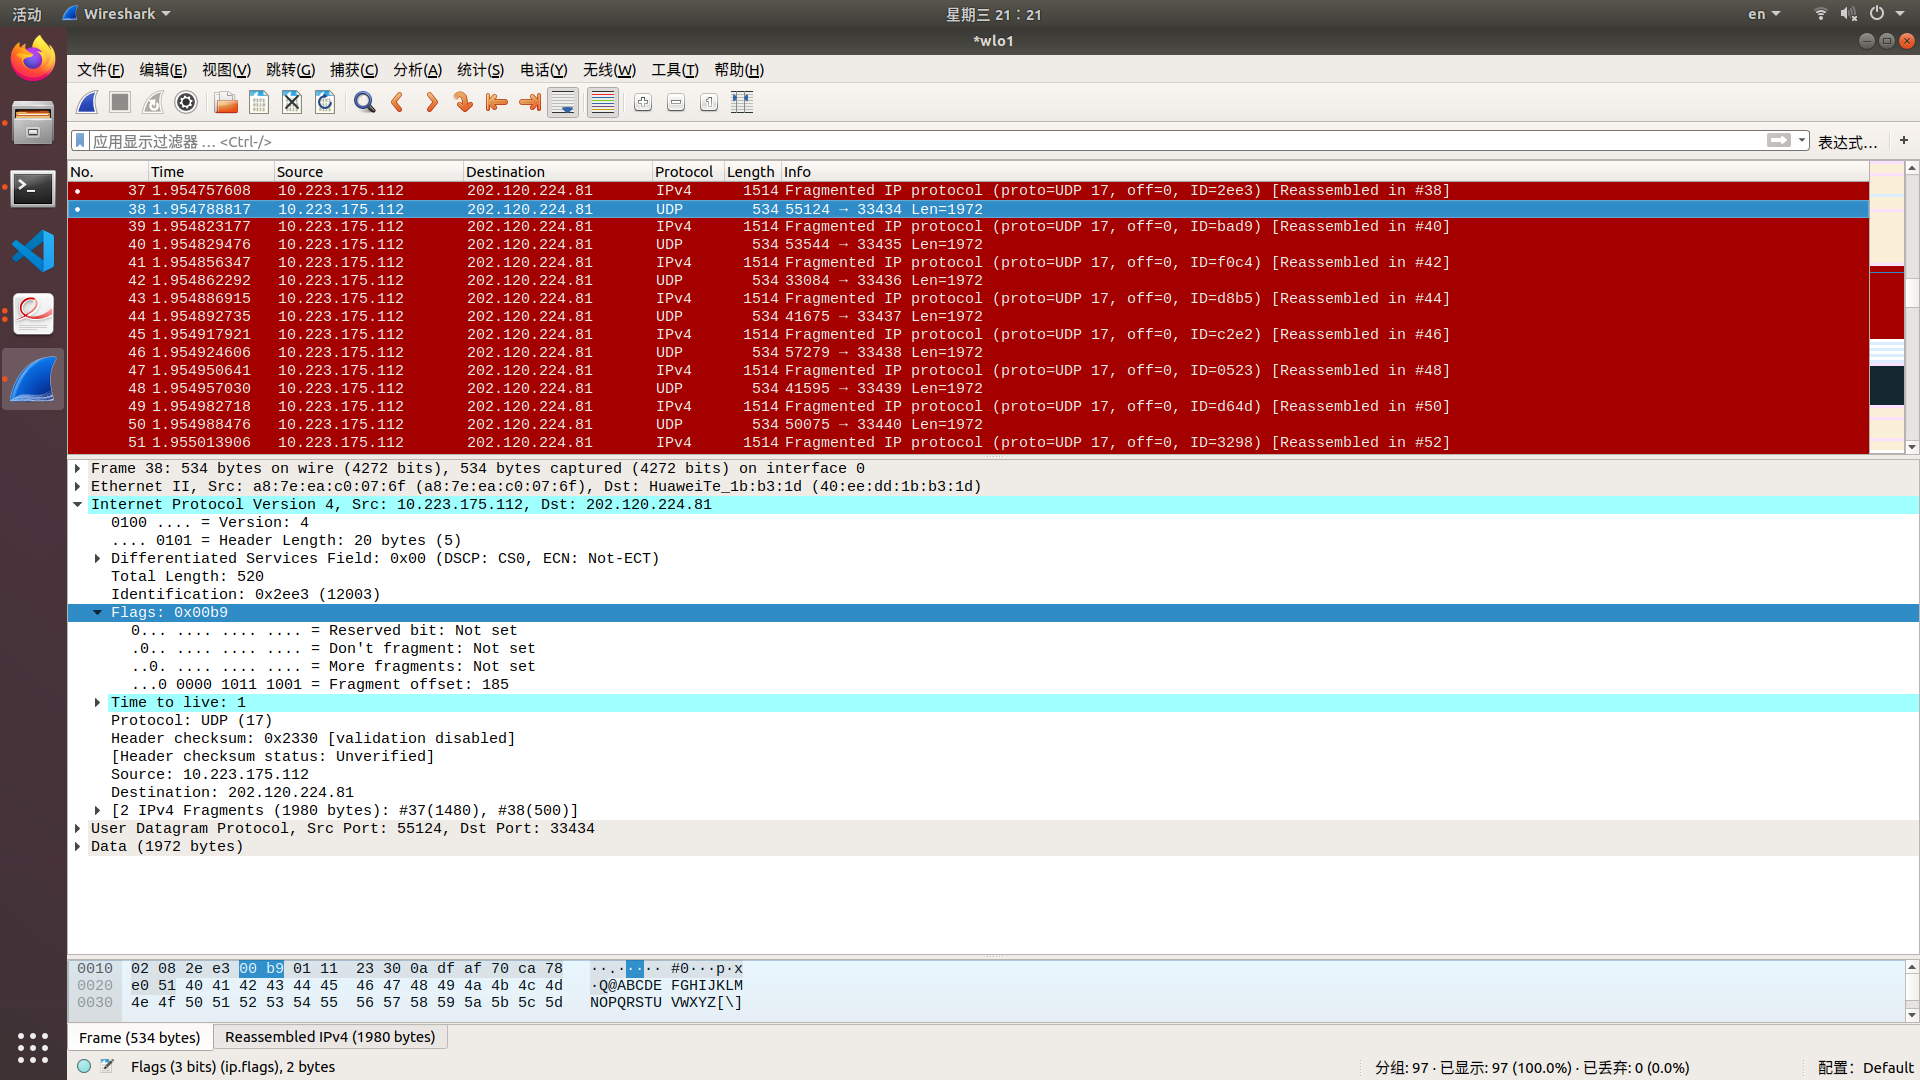 活动 Wireshark 星期三 21：21 en
*wlo1
文件(F) 编辑(E) 视图(V) 跳转(G) 捕获(C) 分析(A) 统计(S) 电话(Y) 无线(W) 工具(T) 帮助(H)
应用显示过滤器 … <Ctrl-/> 表达式… +
No. Time Source Destination Protocol Length Info
37 1.954757608 10.223.175.112 202.120.224.81 IPv4 1514 Fragmented IP protocol (proto=UDP 17, off=0, ID=2ee3) [Reassembled in #38]
38 1.954788817 10.223.175.112 202.120.224.81 UDP 534 55124 → 33434 Len=1972
39 1.954823177 10.223.175.112 202.120.224.81 IPv4 1514 Fragmented IP protocol (proto=UDP 17, off=0, ID=bad9) [Reassembled in #40]
40 1.954829476 10.223.175.112 202.120.224.81 UDP 534 53544 → 33435 Len=1972
41 1.954856347 10.223.175.112 202.120.224.81 IPv4 1514 Fragmented IP protocol (proto=UDP 17, off=0, ID=f0c4) [Reassembled in #42]
42 1.954862292 10.223.175.112 202.120.224.81 UDP 534 33084 → 33436 Len=1972
43 1.954886915 10.223.175.112 202.120.224.81 IPv4 1514 Fragmented IP protocol (proto=UDP 17, off=0, ID=d8b5) [Reassembled in #44]
44 1.954892735 10.223.175.112 202.120.224.81 UDP 534 41675 → 33437 Len=1972
45 1.954917921 10.223.175.112 202.120.224.81 IPv4 1514 Fragmented IP protocol (proto=UDP 17, off=0, ID=c2e2) [Reassembled in #46]
46 1.954924606 10.223.175.112 202.120.224.81 UDP 534 57279 → 33438 Len=1972
47 1.954950641 10.223.175.112 202.120.224.81 IPv4 1514 Fragmented IP protocol (proto=UDP 17, off=0, ID=0523) [Reassembled in #48]
48 1.954957030 10.223.175.112 202.120.224.81 UDP 534 41595 → 33439 Len=1972
49 1.954982718 10.223.175.112 202.120.224.81 IPv4 1514 Fragmented IP protocol (proto=UDP 17, off=0, ID=d64d) [Reassembled in #50]
50 1.954988476 10.223.175.112 202.120.224.81 UDP 534 50075 → 33440 Len=1972
51 1.955013906 10.223.175.112 202.120.224.81 IPv4 1514 Fragmented IP protocol (proto=UDP 17, off=0, ID=3298) [Reassembled in #52]
Frame 38: 534 bytes on wire (4272 bits), 534 bytes captured (4272 bits) on interface 0
Ethernet II, Src: a8:7e:ea:c0:07:6f (a8:7e:ea:c0:07:6f), Dst: HuaweiTe_1b:b3:1d (40:ee:dd:1b:b3:1d)
Internet Protocol Version 4, Src: 10.223.175.112, Dst: 202.120.224.81
0100 .... = Version: 4
.... 0101 = Header Length: 20 bytes (5)
Differentiated Services Field: 0x00 (DSCP: CS0, ECN: Not-ECT)
Total Length: 520
Identification: 0x2ee3 (12003)
Flags: 0x00b9
0... .... .... .... = Reserved bit: Not set
.0.. .... .... .... = Don't fragment: Not set
..0. .... .... .... = More fragments: Not set
...0 0000 1011 1001 = Fragment offset: 185
Time to live: 1
Protocol: UDP (17)
Header checksum: 0x2330 [validation disabled]
[Header checksum status: Unverified]
Source: 10.223.175.112
Destination: 202.120.224.81
[2 IPv4 Fragments (1980 bytes): #37(1480), #38(500)]
User Datagram Protocol, Src Port: 55124, Dst Port: 33434
Data (1972 bytes)
0010 02 08 2e e3 00 b9 01 11 23 30 0a df af 70 ca 78 ··.····· #0···p·x
0020 e0 51 40 41 42 43 44 45 46 47 48 49 4a 4b 4c 4d ·Q@ABCDE FGHIJKLM
0030 4e 4f 50 51 52 53 54 55 56 57 58 59 5a 5b 5c 5d NOPQRSTU VWXYZ[\]
Frame (534 bytes) Reassembled IPv4 (1980 bytes)
Flags (3 bits) (ip.flags), 2 bytes 分组: 97 · 已显示: 97 (100.0%) · 已丢弃: 0 (0.0%) 配置：Default